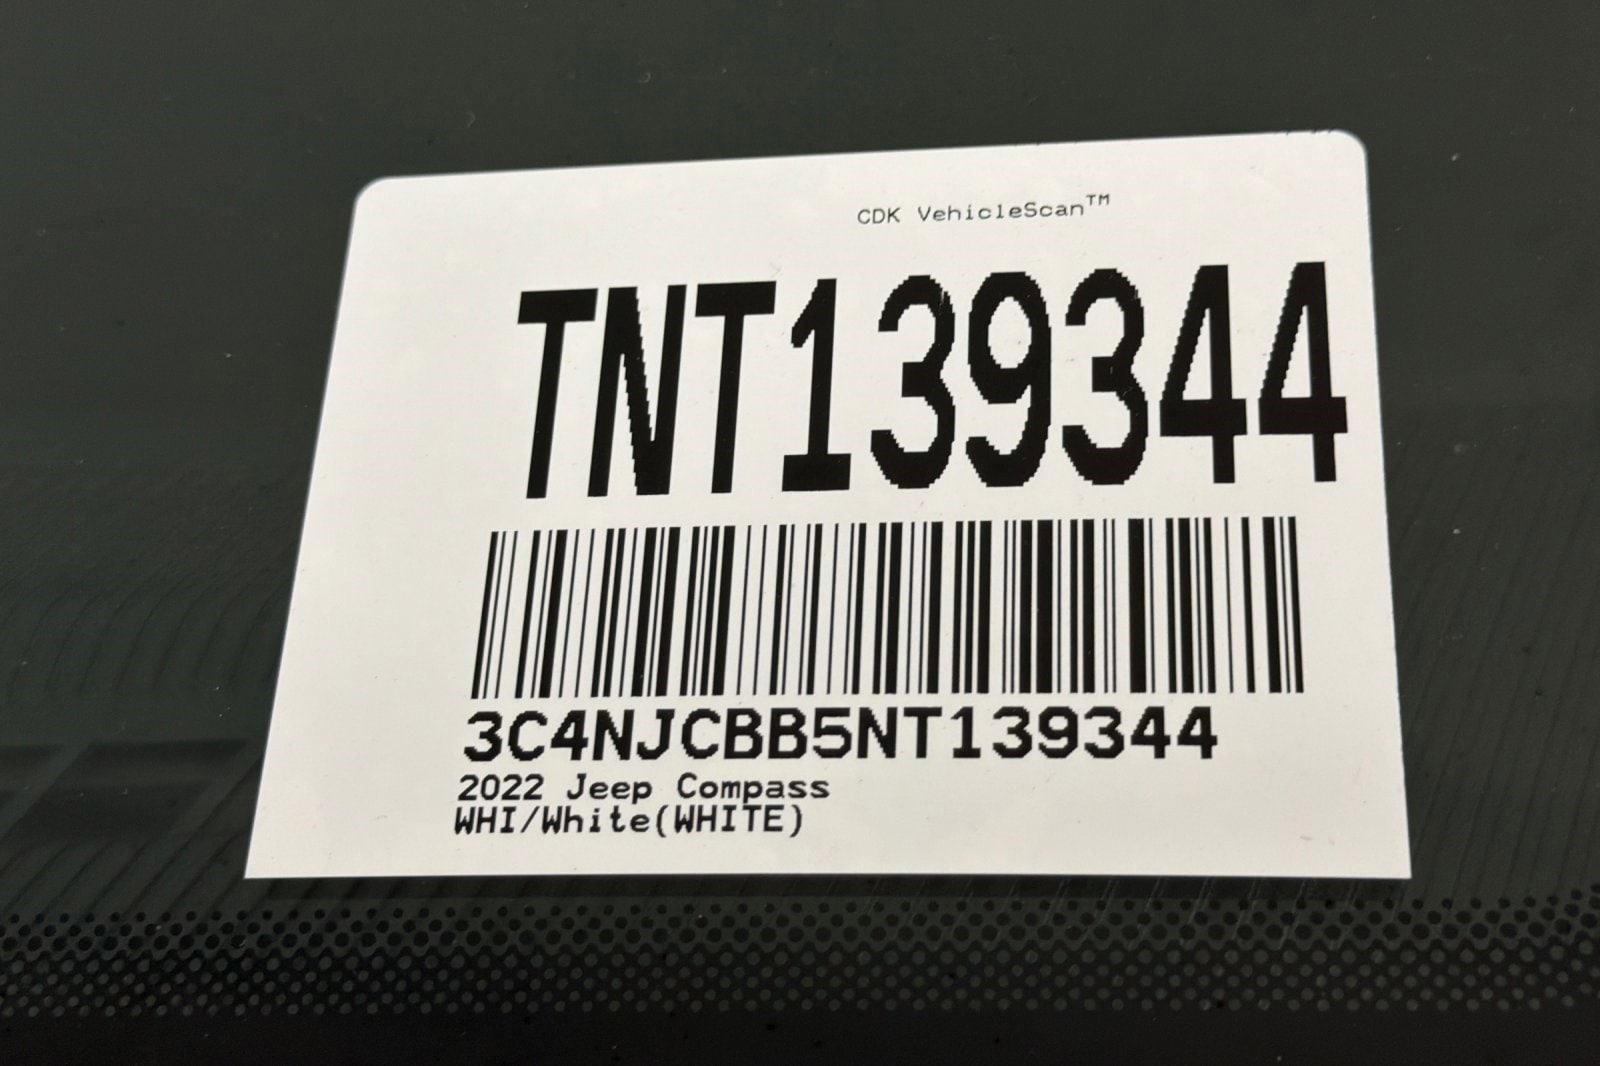 CDK VehicleScan™
TNT139344
3C4NJCBB5NT139344
2022 Jeep Compass
WHI/White(WHITE)